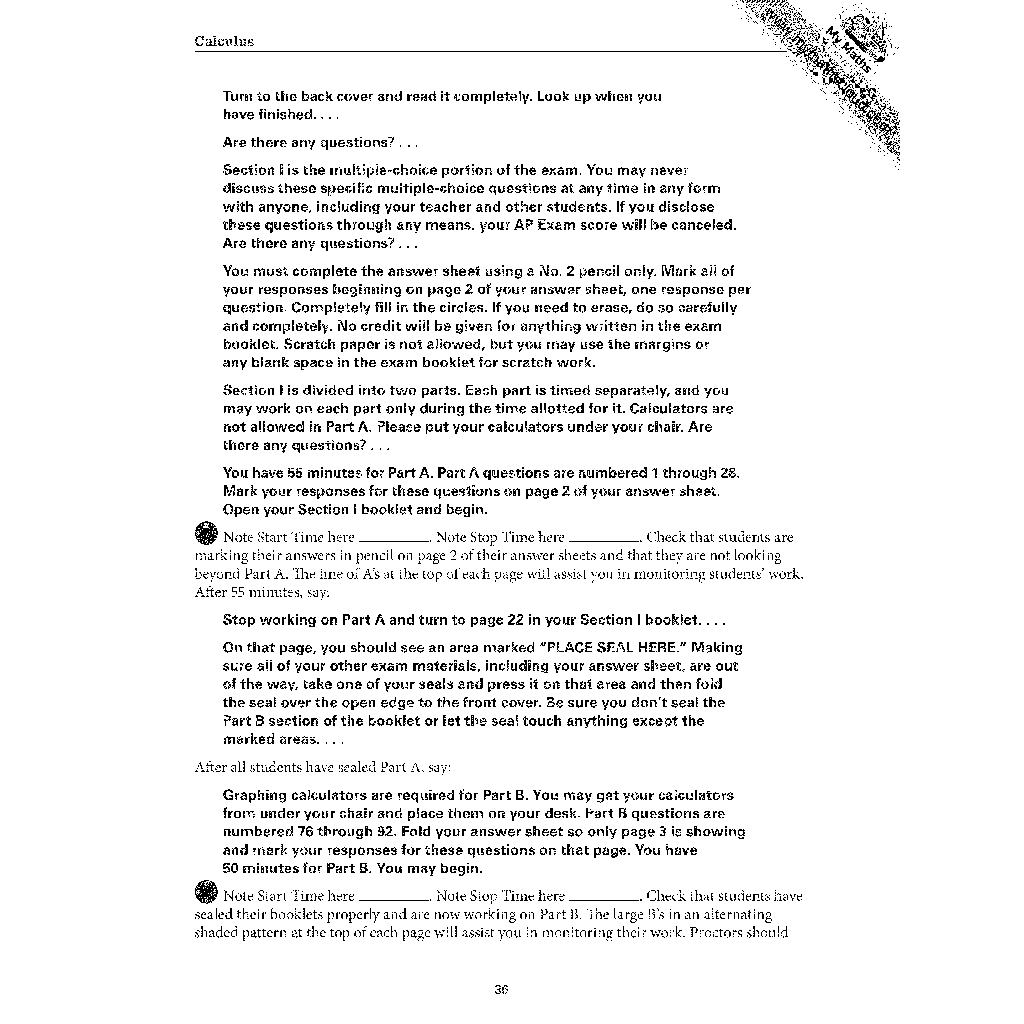 Calculus
My Maths
Turn to the back cover and read it completely. Look up when you
have finished. . . .
Are there any questions? . . .
Section I is the multiple-choice portion of the exam. You may never
discuss these specific multiple-choice questions at any time in any form
with anyone, including your teacher and other students. If you disclose
these questions through any means, your AP Exam score will be canceled.
Are there any questions? . . .
You must complete the answer sheet using a No. 2 pencil only. Mark all of
your responses beginning on page 2 of your answer sheet, one response per
question. Completely fill in the circles. If you need to erase, do so carefully
and completely. No credit will be given for anything written in the exam
booklet. Scratch paper is not allowed, but you may use the margins or
any blank space in the exam booklet for scratch work.
Section I is divided into two parts. Each part is timed separately, and you
may work on each part only during the time allotted for it. Calculators are
not allowed in Part A. Please put your calculators under your chair. Are
there any questions? . . .
You have 55 minutes for Part A. Part A questions are numbered 1 through 28.
Mark your responses for these questions on page 2 of your answer sheet.
Open your Section I booklet and begin.
Note Start Time here ________. Note Stop Time here ________. Check that students are
marking their answers in pencil on page 2 of their answer sheets and that they are not looking
beyond Part A. The line of A's at the top of each page will assist you in monitoring students' work.
After 55 minutes, say:
Stop working on Part A and turn to page 22 in your Section I booklet. . . .
On that page, you should see an area marked "PLACE SEAL HERE." Making
sure all of your other exam materials, including your answer sheet, are out
of the way, take one of your seals and press it on that area and then fold
the seal over the open edge to the front cover. Be sure you don't seal the
Part B section of the booklet or let the seal touch anything except the
marked areas. . . .
After all students have sealed Part A, say:
Graphing calculators are required for Part B. You may get your calculators
from under your chair and place them on your desk. Part B questions are
numbered 76 through 92. Fold your answer sheet so only page 3 is showing
and mark your responses for these questions on that page. You have
50 minutes for Part B. You may begin.
Note Start Time here ________. Note Stop Time here ________. Check that students have
sealed their booklets properly and are now working on Part B. The large B's in an alternating
shaded pattern at the top of each page will assist you in monitoring their work. Proctors should
36